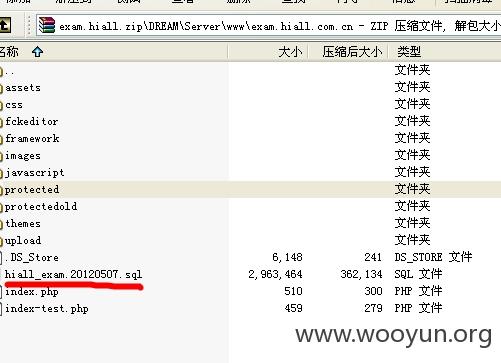 exam.hiall.zip\DREAM\Server\www\exam.hiall.com.cn - ZIP 压缩文件, 解包大小
名称 大小 压缩后大小 类型
.. 文件夹
assets 文件夹
css 文件夹
fckeditor 文件夹
framework 文件夹
images 文件夹
javascript 文件夹
protected 文件夹
protectedold 文件夹
themes 文件夹
upload 文件夹
.DS_Store 6,148 241 DS_STORE 文件
hiall_exam.20120507.sql 2,963,464 362,134 SQL 文件
index.php 510 300 PHP 文件
index-test.php 459 279 PHP 文件
www.wooyun.org